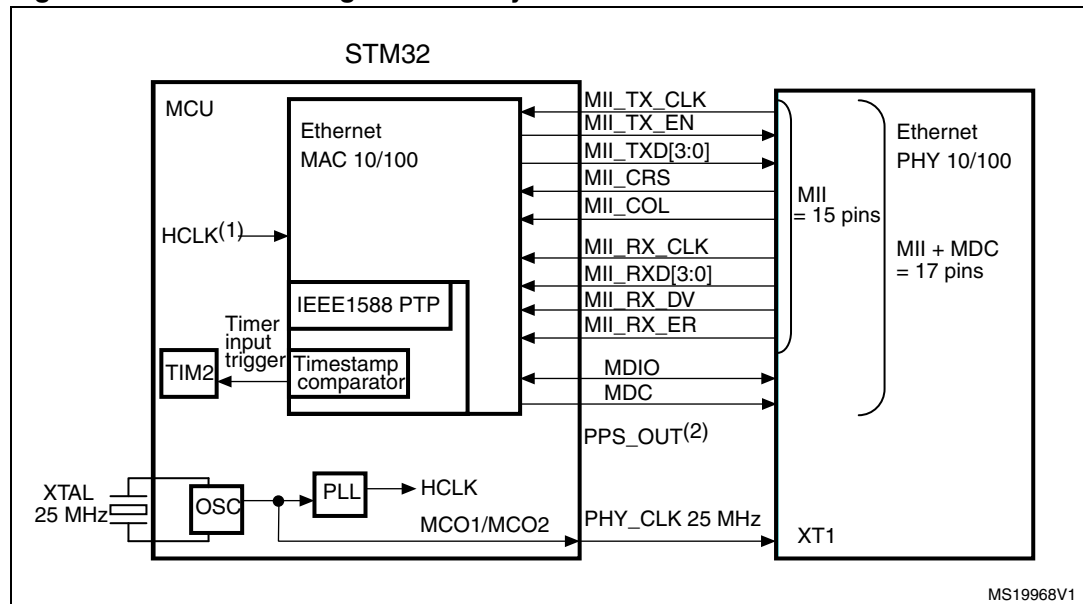 STM32
MCU
Ethernet
MAC 10/100
HCLK(1)
IEEE1588 PTP
Timer
input
trigger
Timestamp
comparator
TIM2
XTAL
25 MHz
OSC
PLL
HCLK
MCO1/MCO2
MII_TX_CLK
MII_TX_EN
MII_TXD[3:0]
MII_CRS
MII_COL
MII_RX_CLK
MII_RXD[3:0]
MII_RX_DV
MII_RX_ER
MDIO
MDC
PPS_OUT(2)
PHY_CLK 25 MHz
MII
= 15 pins
Ethernet
PHY 10/100
MII + MDC
= 17 pins
XT1
MS19968V1